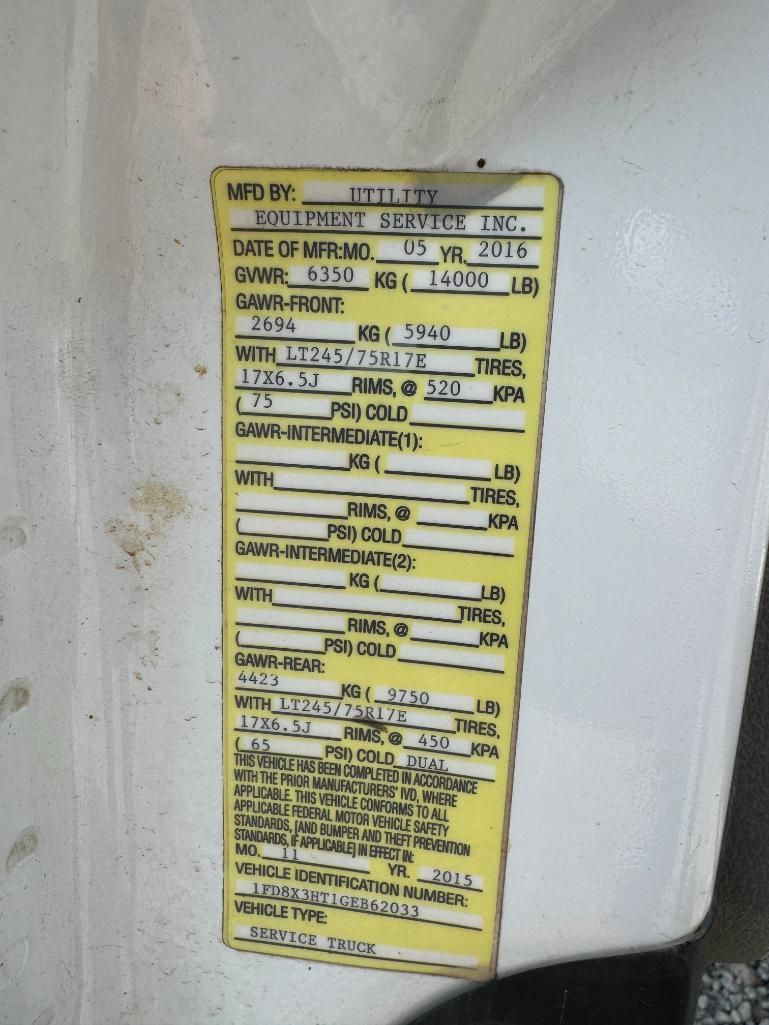 MFD BY: UTILITY
EQUIPMENT SERVICE INC.
DATE OF MFR:MO. 05 YR. 2016
GVWR: 6350 KG ( 14000 LB)
GAWR-FRONT:
2694 KG ( 5940 LB)
WITH LT245/75R17E TIRES,
17X6.5J RIMS, @ 520 KPA
( 75 PSI) COLD
GAWR-INTERMEDIATE(1):
KG ( LB)
WITH TIRES,
RIMS, @ KPA
( PSI) COLD
GAWR-INTERMEDIATE(2):
KG ( LB)
WITH TIRES,
RIMS, @ KPA
( PSI) COLD
GAWR-REAR:
4423 KG ( 9750 LB)
WITH LT245/75R17E TIRES,
17X6.5J RIMS, @ 450 KPA
( 65 PSI) COLD DUAL
THIS VEHICLE HAS BEEN COMPLETED IN ACCORDANCE
WITH THE PRIOR MANUFACTURERS' IVD, WHERE
APPLICABLE. THIS VEHICLE CONFORMS TO ALL
APPLICABLE FEDERAL MOTOR VEHICLE SAFETY
STANDARDS, [AND BUMPER AND THEFT PREVENTION
STANDARDS, IF APPLICABLE] IN EFFECT IN:
MO. 11 YR. 2015
VEHICLE IDENTIFICATION NUMBER:
1FD8X3HT1GEB62033
VEHICLE TYPE:
SERVICE TRUCK